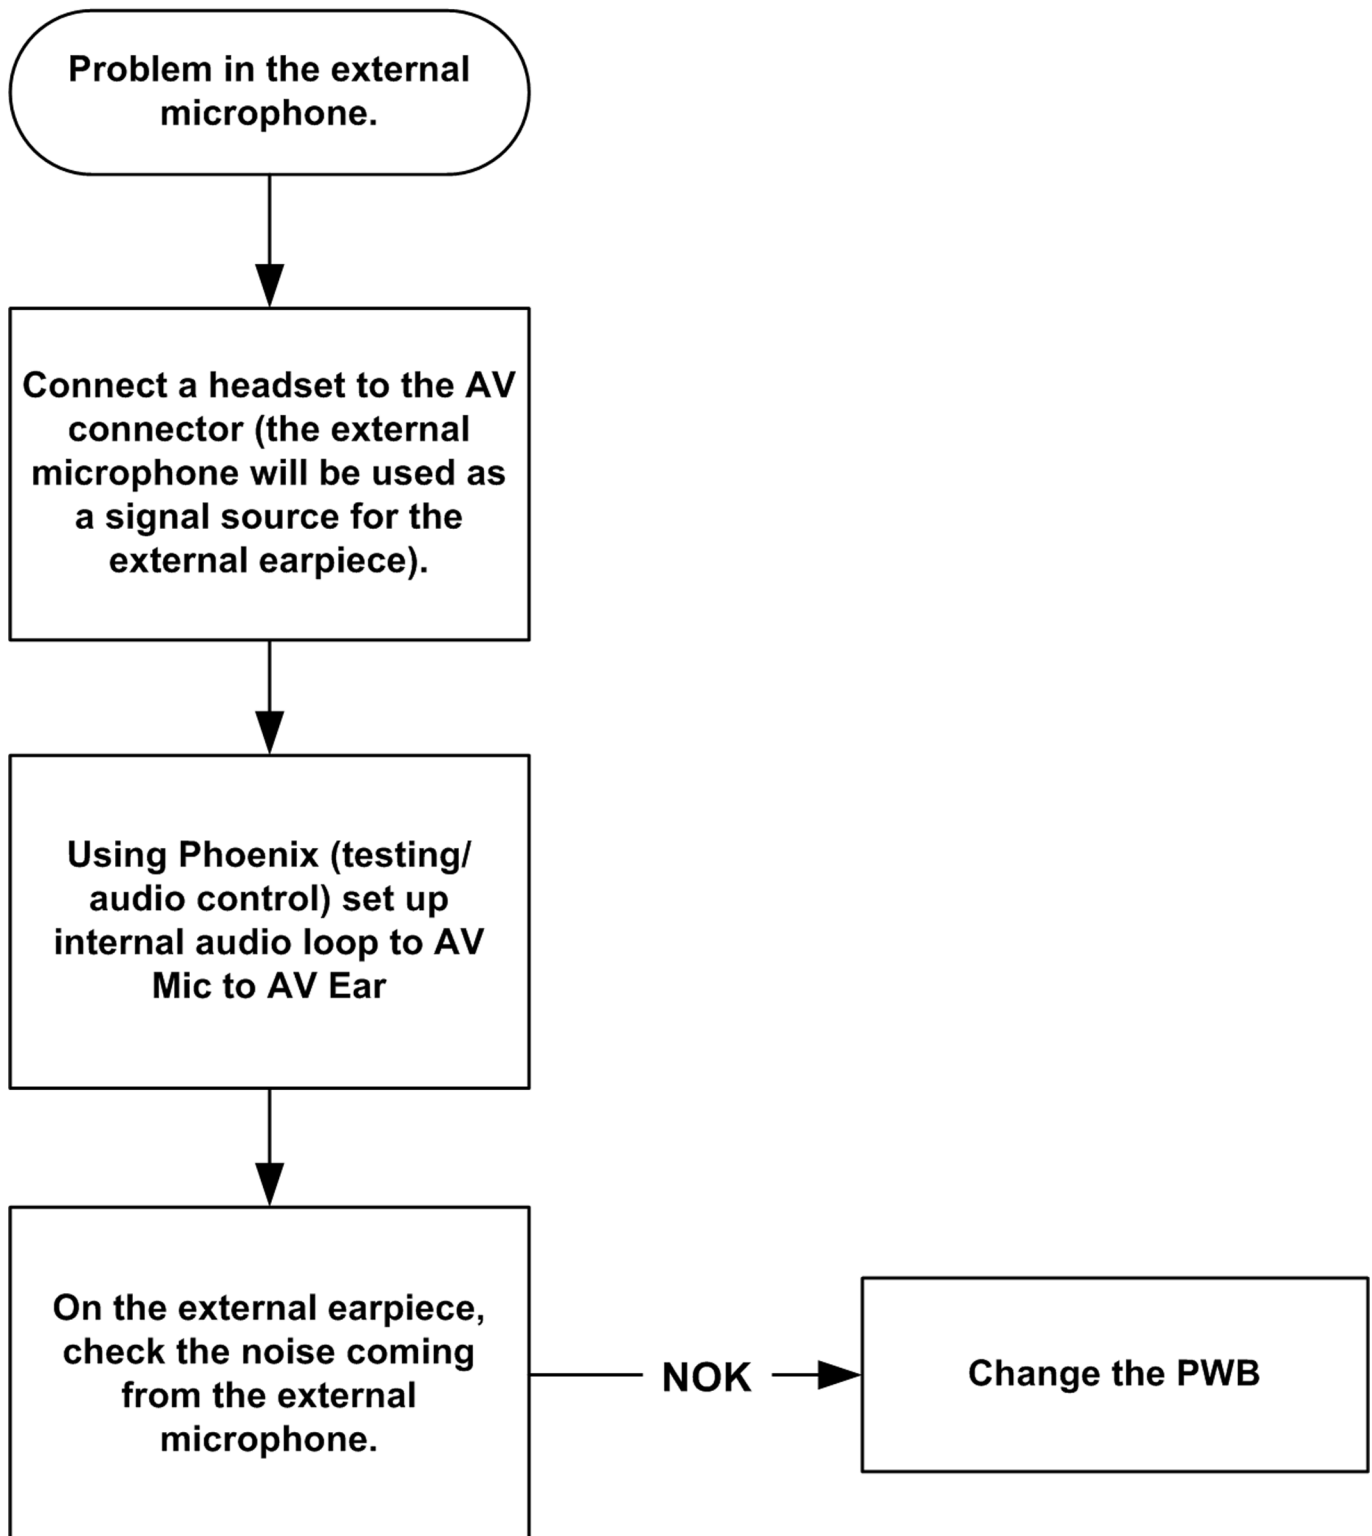 Problem in the external
microphone.
Connect a headset to the AV
connector (the external
microphone will be used as
a signal source for the
external earpiece).
Using Phoenix (testing/
audio control) set up
internal audio loop to AV
Mic to AV Ear
On the external earpiece,
check the noise coming
from the external
microphone.
NOK
Change the PWB